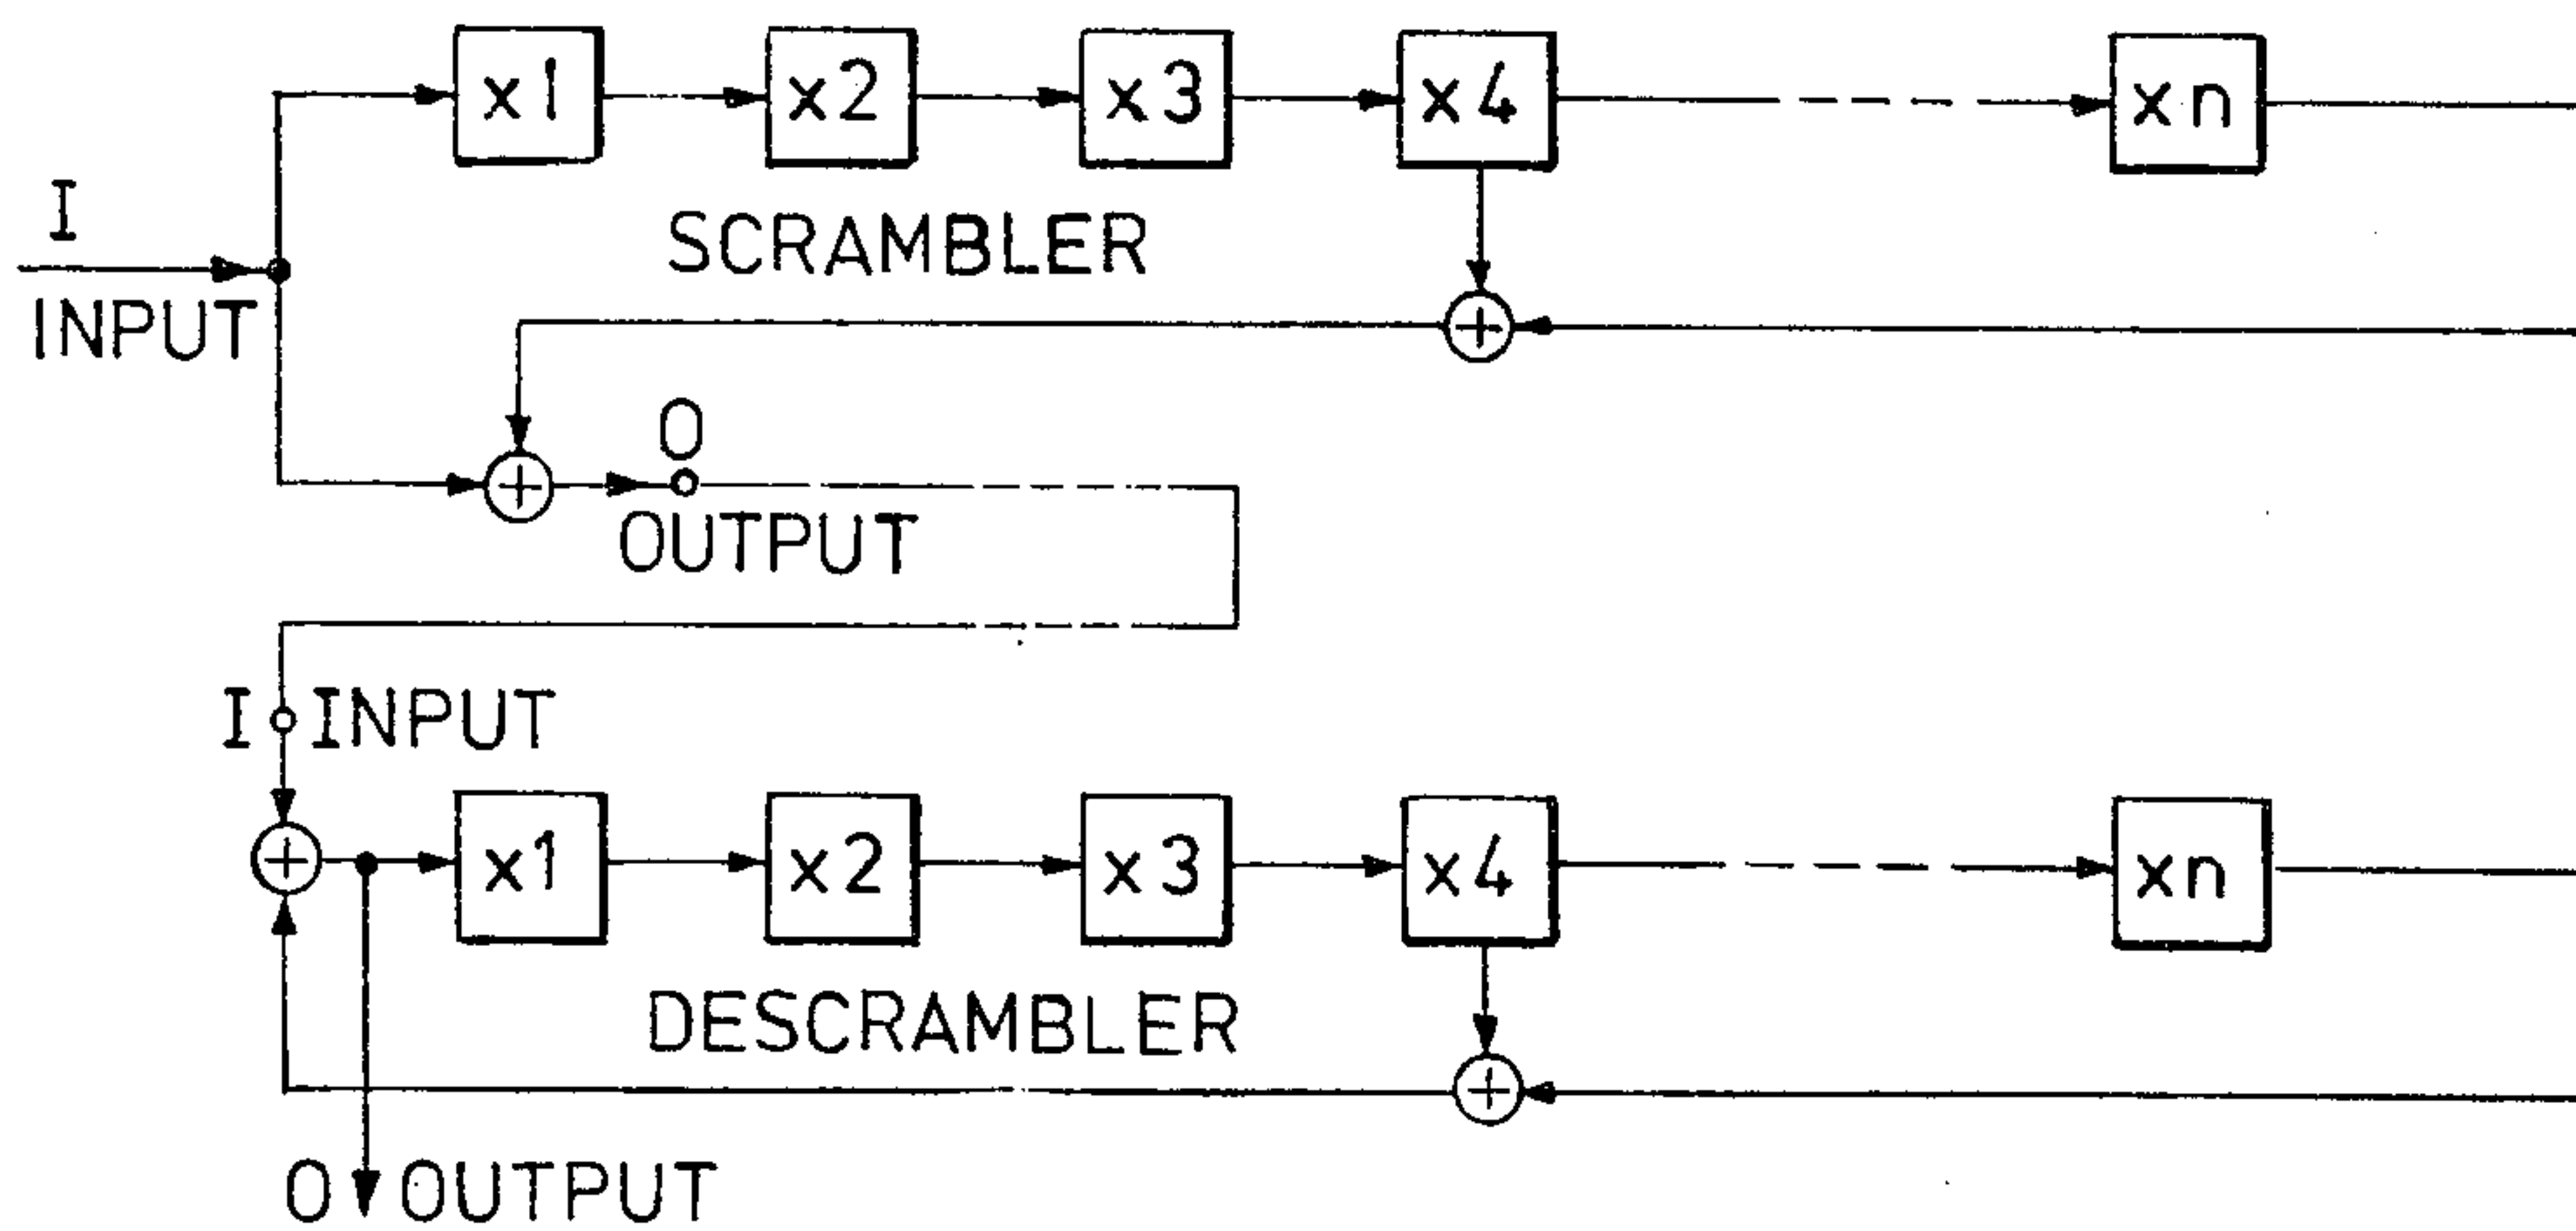 x1 x2 x3 x4 xn
I
INPUT
SCRAMBLER
O
OUTPUT
I INPUT
x1 x2 x3 x4 xn
DESCRAMBLER
O OUTPUT